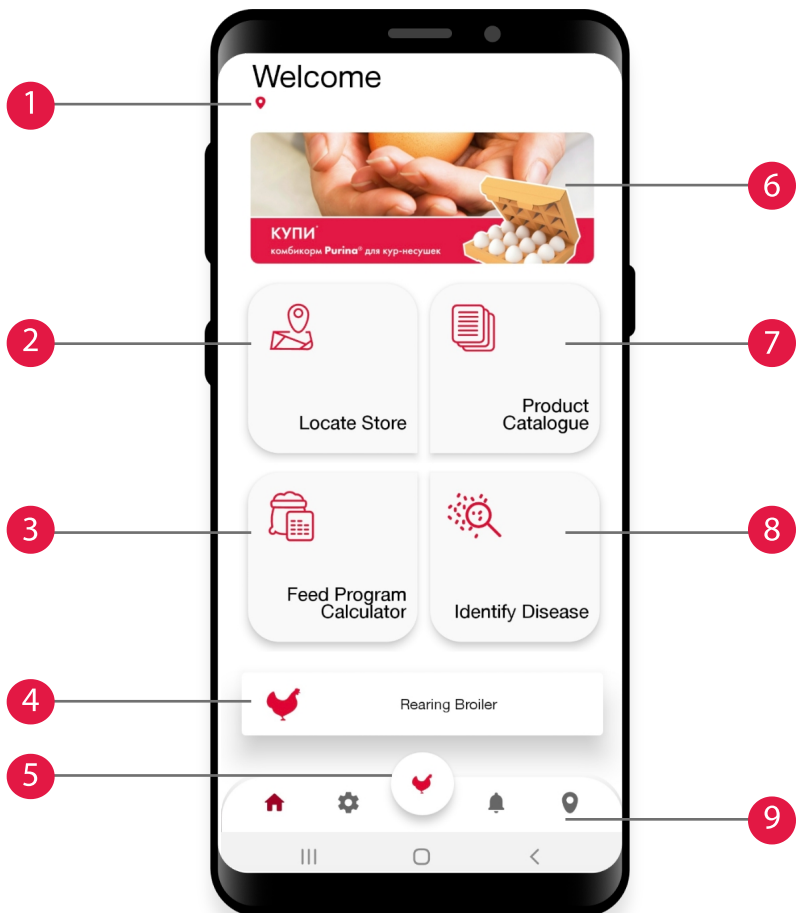 Welcome
1
КУПИ
комбикорм Purina® для кур-несушек
6
2
Locate Store
7
Product
Catalogue
3
Feed Program
Calculator
8
Identify Disease
4
Rearing Broiler
5
9